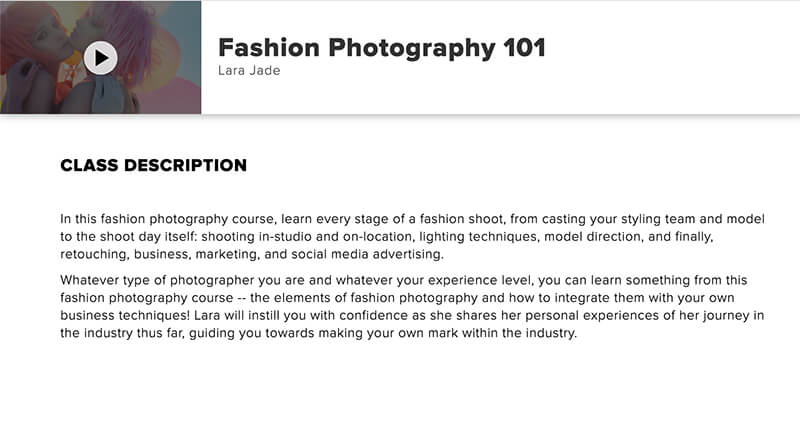 Fashion Photography 101
Lara Jade
CLASS DESCRIPTION
In this fashion photography course, learn every stage of a fashion shoot, from casting your styling team and model
to the shoot day itself: shooting in-studio and on-location, lighting techniques, model direction, and finally,
retouching, business, marketing, and social media advertising.
Whatever type of photographer you are and whatever your experience level, you can learn something from this
fashion photography course -- the elements of fashion photography and how to integrate them with your own
business techniques! Lara will instill you with confidence as she shares her personal experiences of her journey in
the industry thus far, guiding you towards making your own mark within the industry.